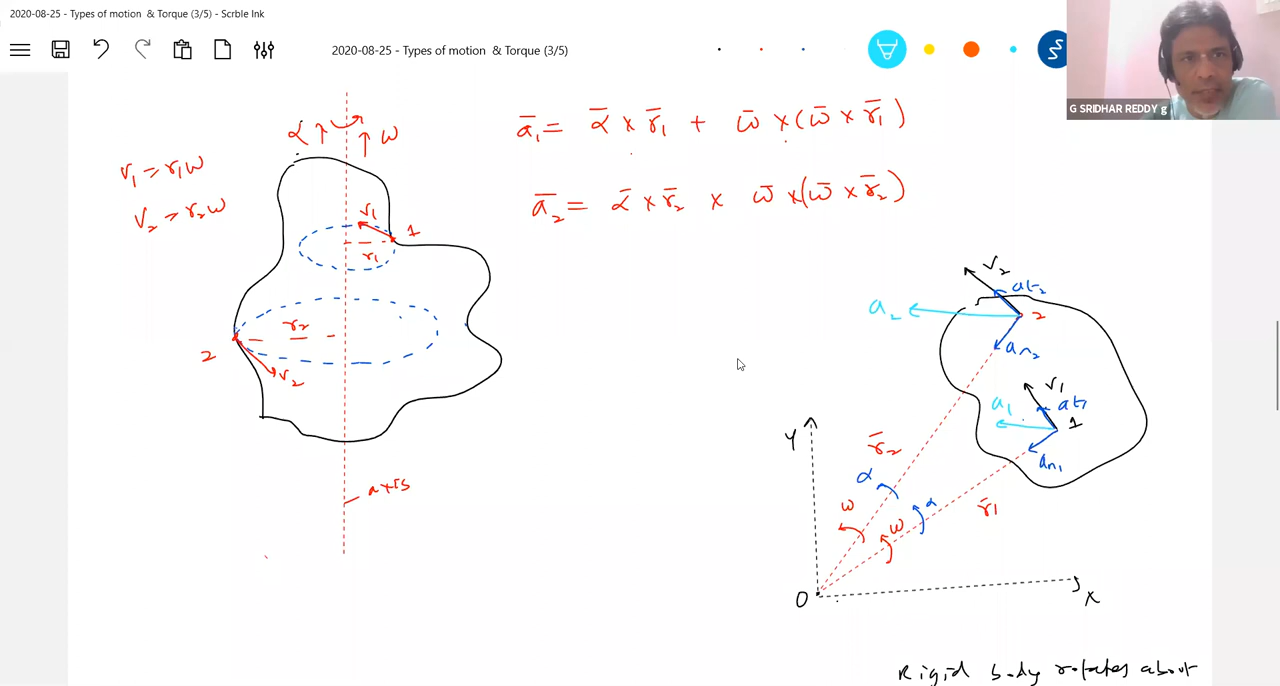 2020-08-25 - Types of motion & Torque (3/5) - Scrble Ink
2020-08-25 - Types of motion & Torque (3/5)
G SRIDHAR REDDY g
α ω
v₁ = r₁ω
v₂ = r₂ω
v₁ 1
r₁
r₂
2
v₂
axis
a̅₁ = α̅ × r̅₁ + ω̅ × (ω̅ × r̅₁)
a̅₂ = α̅ × r̅₂ × ω̅ × (ω̅ × r̅₂)
v₂
at₂
a₂ 2
an₂
v₁
a₁ at₁
1
an₁
Y
r̅₂
α
ω α
ω r̅₁
O
X
Rigid body rotates about